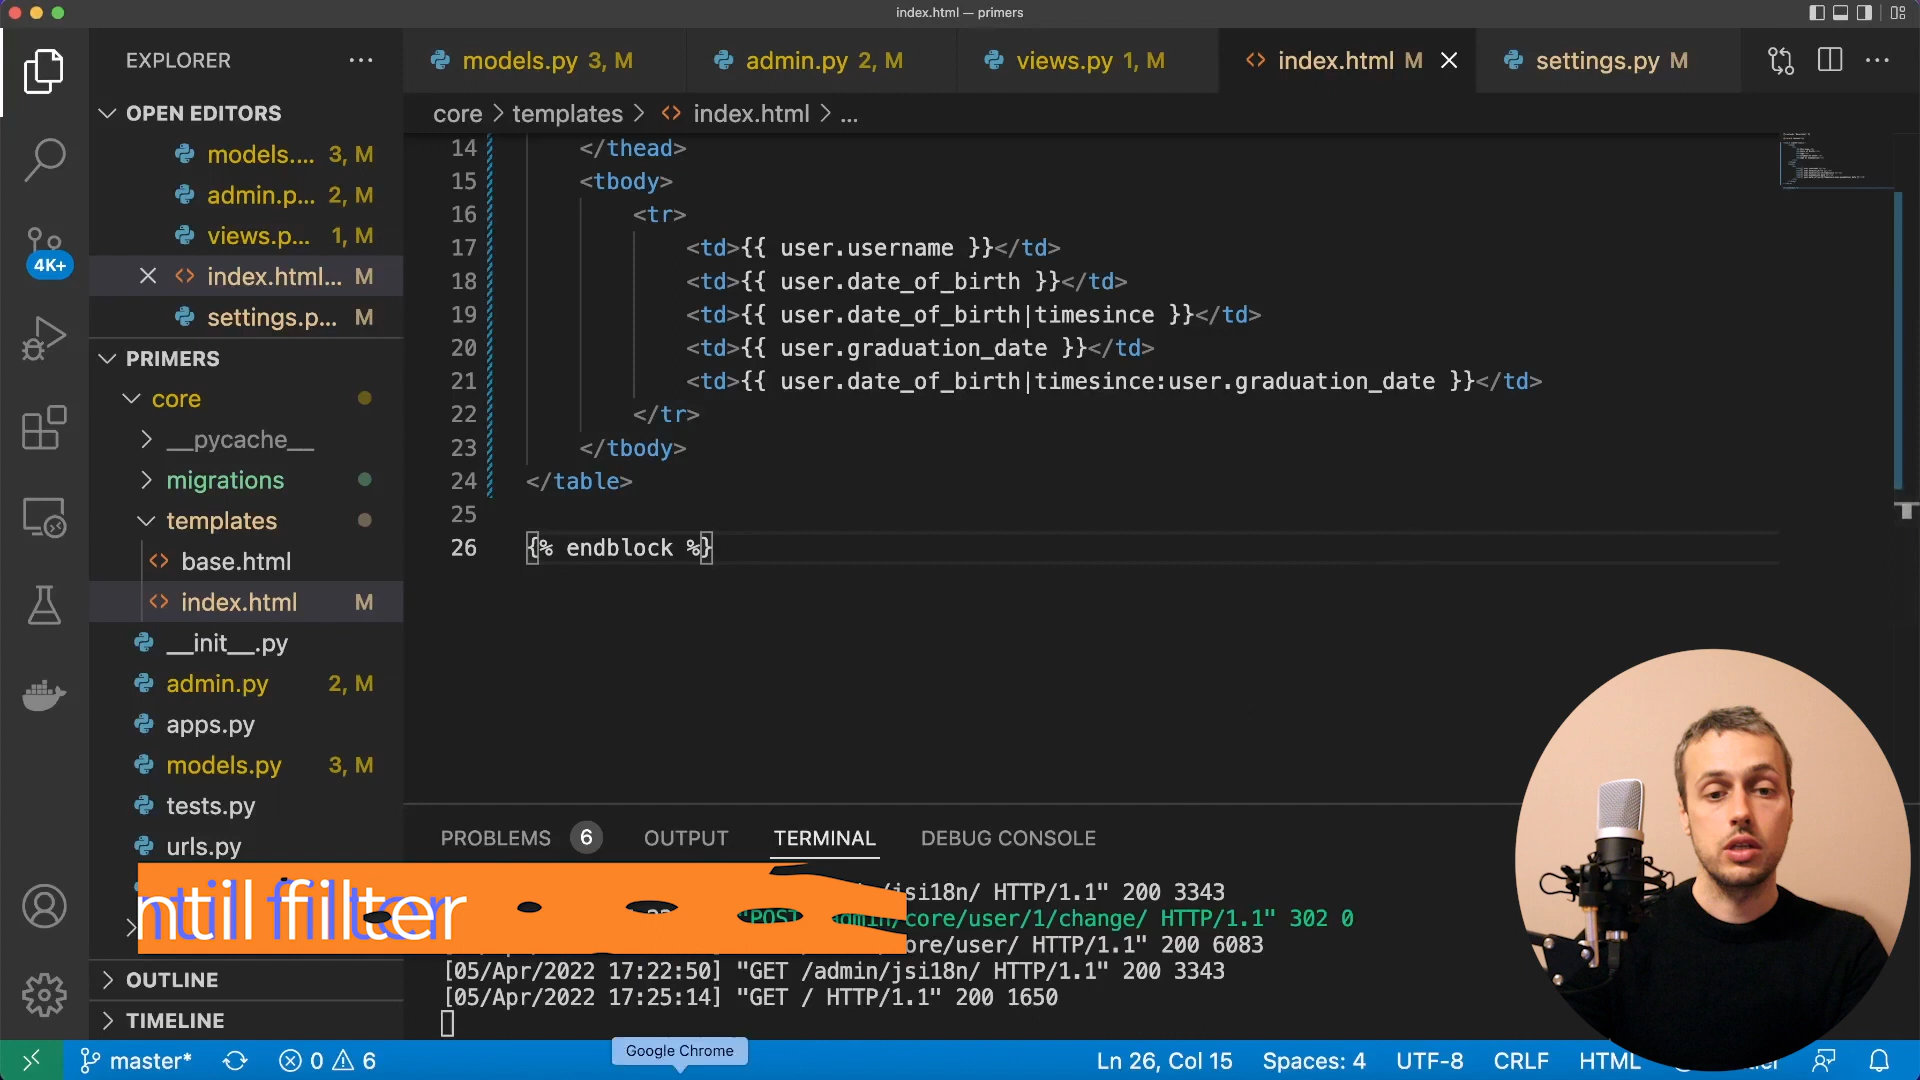 index.html — primers
EXPLORER
models.py 3, M
admin.py 2, M
views.py 1, M
index.html M
settings.py M
OPEN EDITORS
models.... 3, M
admin.p... 2, M
views.p... 1, M
index.html... M
settings.p... M
PRIMERS
core
__pycache__
migrations
templates
base.html
index.html M
__init__.py
admin.py 2, M
apps.py
models.py 3, M
tests.py
urls.py
OUTLINE
TIMELINE
4K+
core > templates > index.html > ...
14 </thead>
15 <tbody>
16 <tr>
17 <td>{{ user.username }}</td>
18 <td>{{ user.date_of_birth }}</td>
19 <td>{{ user.date_of_birth|timesince }}</td>
20 <td>{{ user.graduation_date }}</td>
21 <td>{{ user.date_of_birth|timesince:user.graduation_date }}</td>
22 </tr>
23 </tbody>
24 </table>
25
26 {% endblock %}
PROBLEMS 6 OUTPUT TERMINAL DEBUG CONSOLE
/jsi18n/ HTTP/1.1" 200 3343
"POST /admin/core/user/1/change/ HTTP/1.1" 302 0
ore/user/ HTTP/1.1" 200 6083
[05/Apr/2022 17:22:50] "GET /admin/jsi18n/ HTTP/1.1" 200 3343
[05/Apr/2022 17:25:14] "GET / HTTP/1.1" 200 1650
ntil filter
Google Chrome
master* 0 6
Ln 26, Col 15 Spaces: 4 UTF-8 CRLF HTML